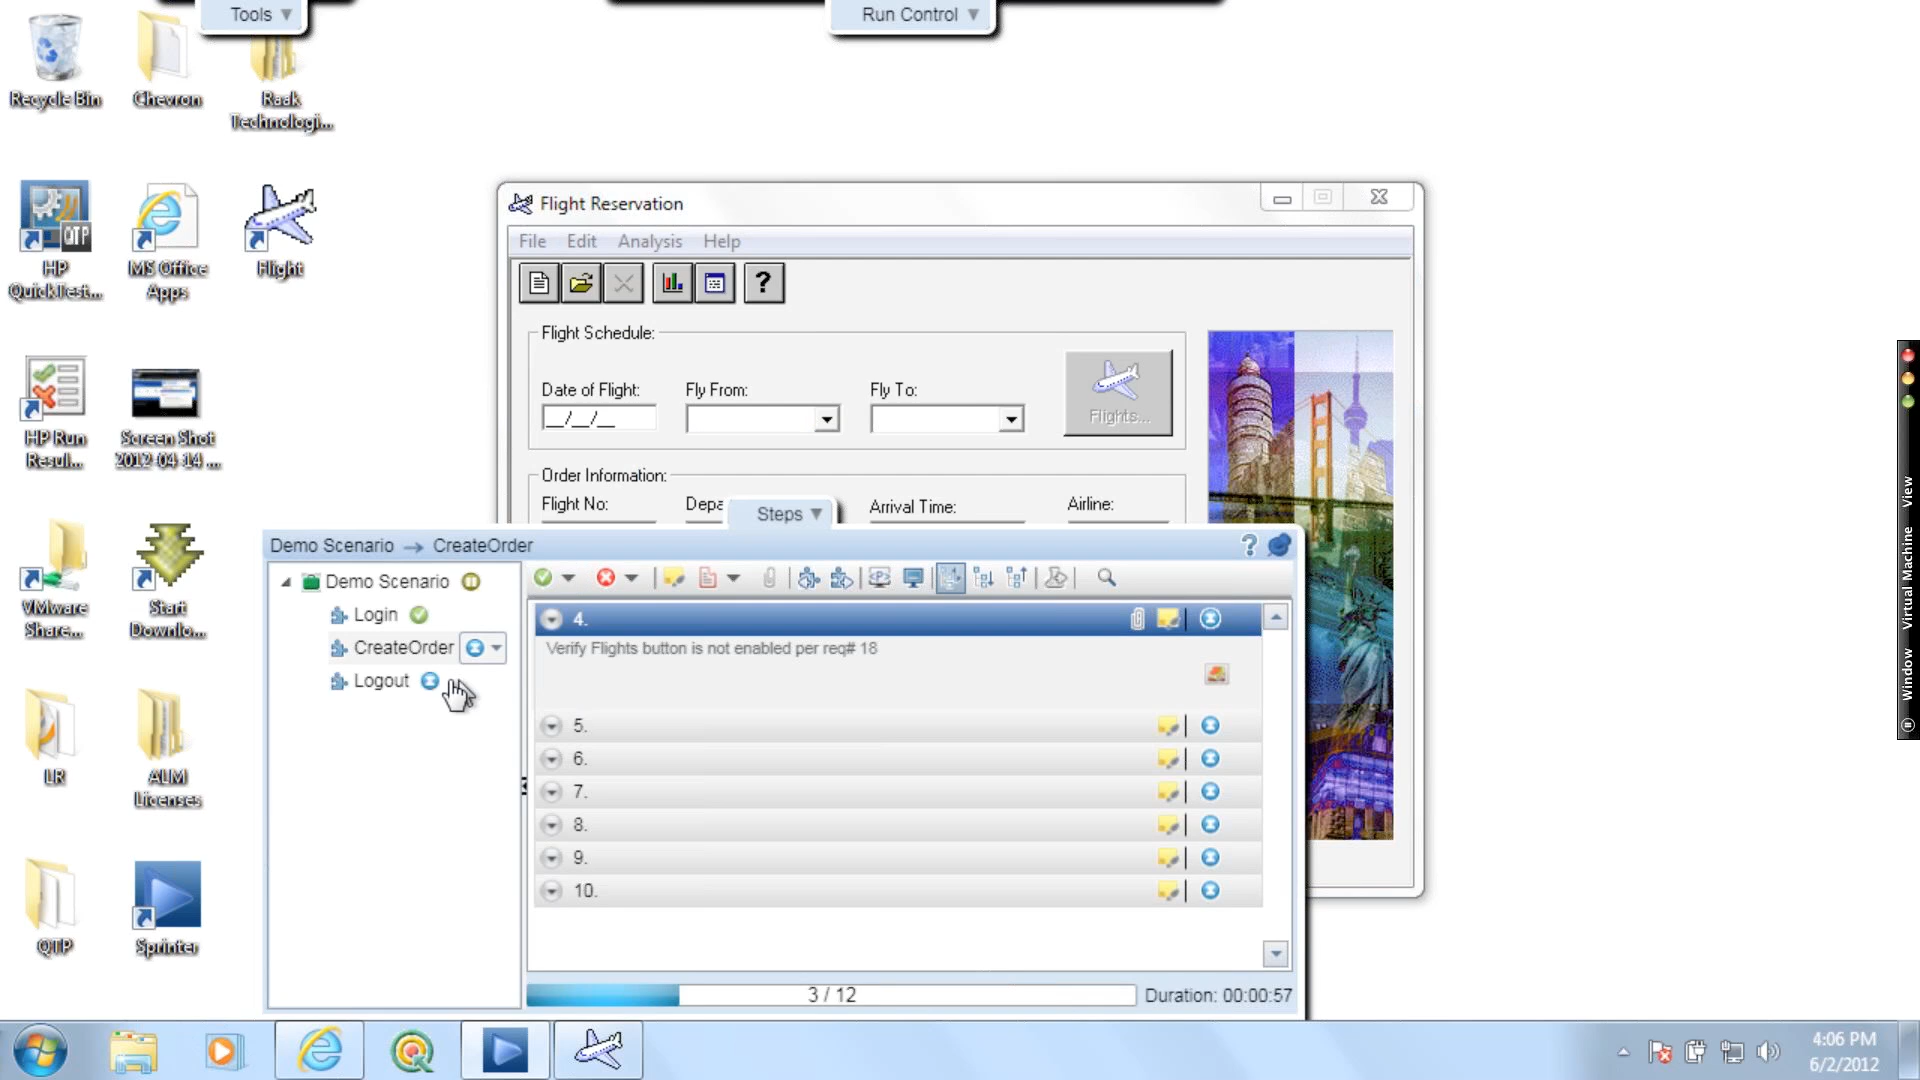 Tools
Run Control
Recycle Bin
Chevron
Raak
Technologi...
HP
QuickTest...
MS Office
Apps
Flight
HP Run
Resul...
Screen Shot
2012-04-14 ...
VMware
Share...
Start
Downlo...
LR
ALM
Licenses
QTP
Sprinter
QTP
Flight Reservation
File Edit Analysis Help
?
Flight Schedule:
Date of Flight: Fly From: Fly To:
__/__/__
Flights...
Order Information:
Flight No: Depa Arrival Time: Airline:
Steps
Demo Scenario → CreateOrder
?
Demo Scenario
Login
CreateOrder
Logout
4.
Verify Flights button is not enabled per req# 18
5.
6.
7.
8.
9.
10.
3 / 12 Duration: 00:00:57
Window Virtual Machine View
4:06 PM
6/2/2012